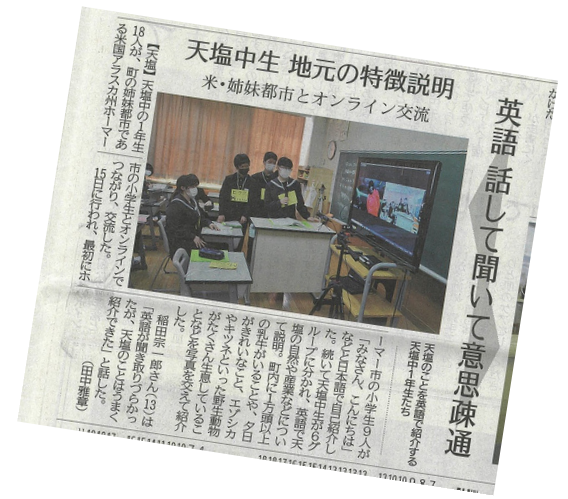 英語 話して聞いて意思疎通
天塩中生 地元の特徴説明
米・姉妹都市とオンライン交流
天塩のことを英語で紹介する
天塩中1年生たち
【天塩】天塩中の1年生
18人が、町の姉妹都市であ
る米国アラスカ州ホーマー
市の小学生とオンラインで
つながり、交流した。
15日に行われ、最初にホ
ーマー市の小学生9人が
「みなさん、こんにちは」
などと日本語で自己紹介し
た。続いて天塩中生が6グ
ループに分かれ、英語で天
塩の自然や産業などについ
て説明。町内に1万頭以上
の乳牛がいることや、夕日
がきれいなこと、エゾシカ
やキツネといった野生動物
がたくさん生息しているこ
となどを写真を交えて紹介
した。
稲田宗一郎さん(13)は
「英語が聞き取りづらかっ
たが、天塩のことはうまく
紹介できた」と話した。
(田中雅章)